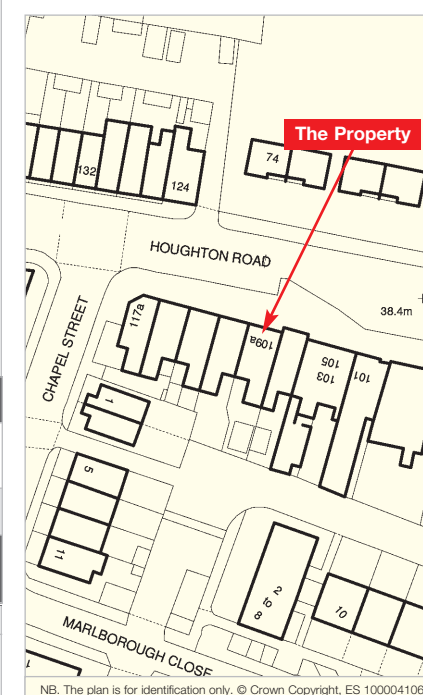 The Property
74
132
124
HOUGHTON ROAD
38.4m
117a
109a
105
103
101
CHAPEL STREET
1
5
11
2
to
8
10
MARLBOROUGH CLOSE
1
NB. The plan is for identification only. © Crown Copyright, ES 100004106